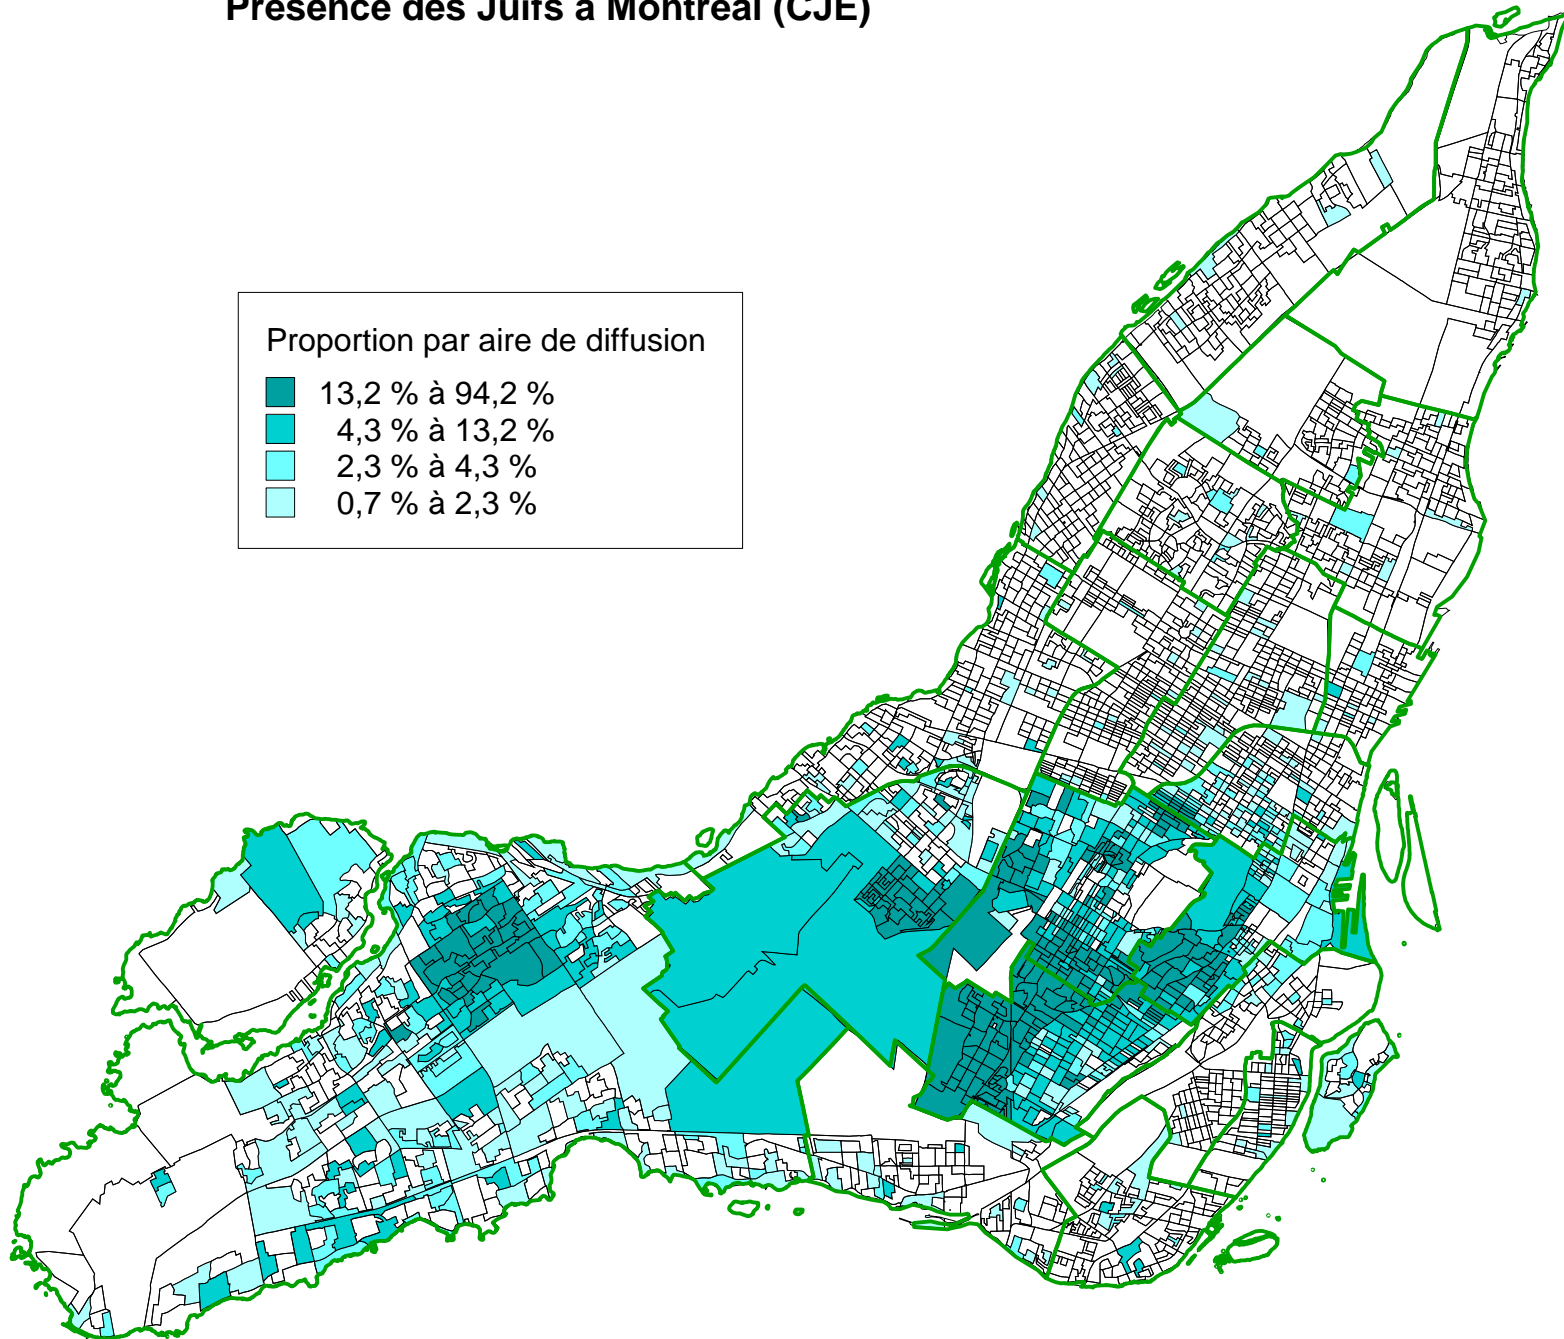 Présence des Juifs à Montréal (CJE)
Proportion par aire de diffusion
13,2 % à 94,2 %
4,3 % à 13,2 %
2,3 % à 4,3 %
0,7 % à 2,3 %